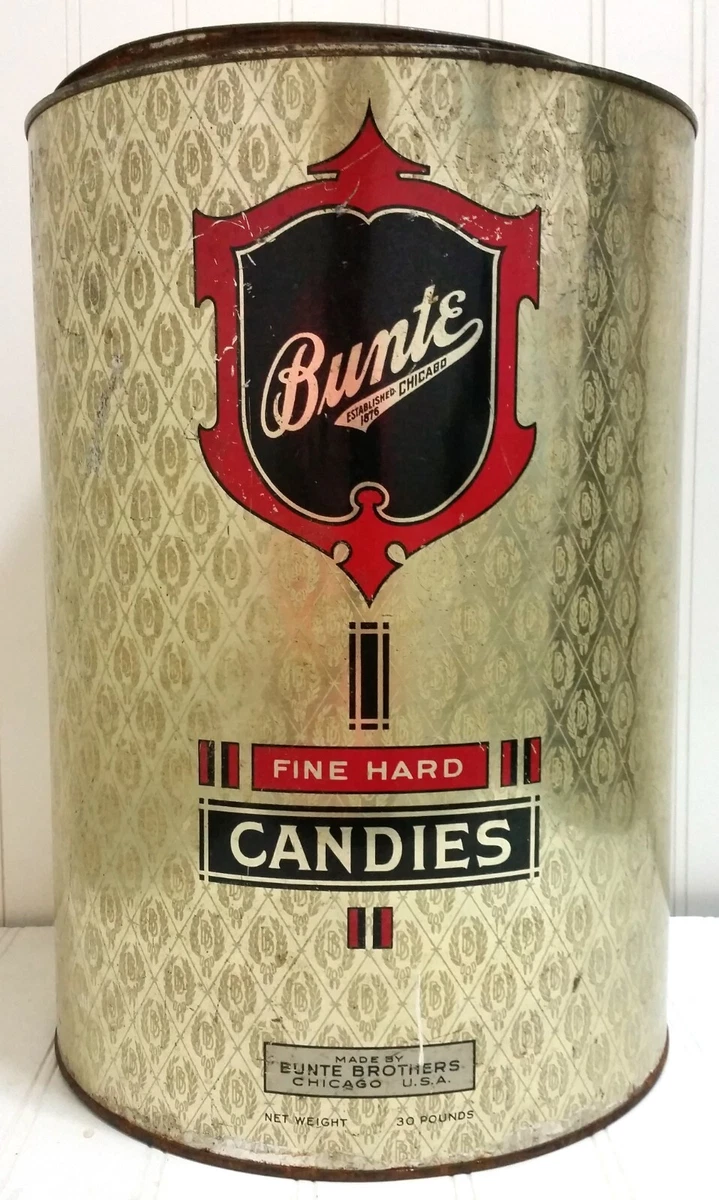 Bunte
ESTABLISHED CHICAGO
1876
FINE HARD
CANDIES
MADE BY
BUNTE BROTHERS
CHICAGO U.S.A.
NET WEIGHT 30 POUNDS